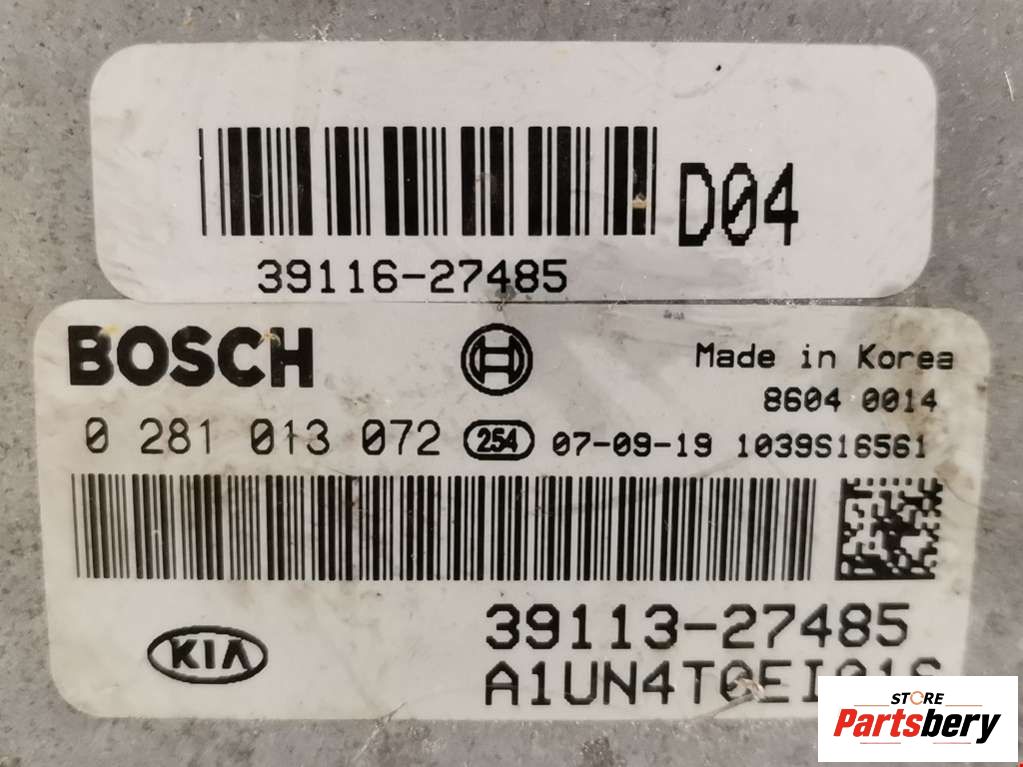 D04
39116-27485
BOSCH
Made in Korea
8604 0014
0 281 013 072 254 07-09-19 1039S16561
KIA
39113-27485
STORE
Partsbery